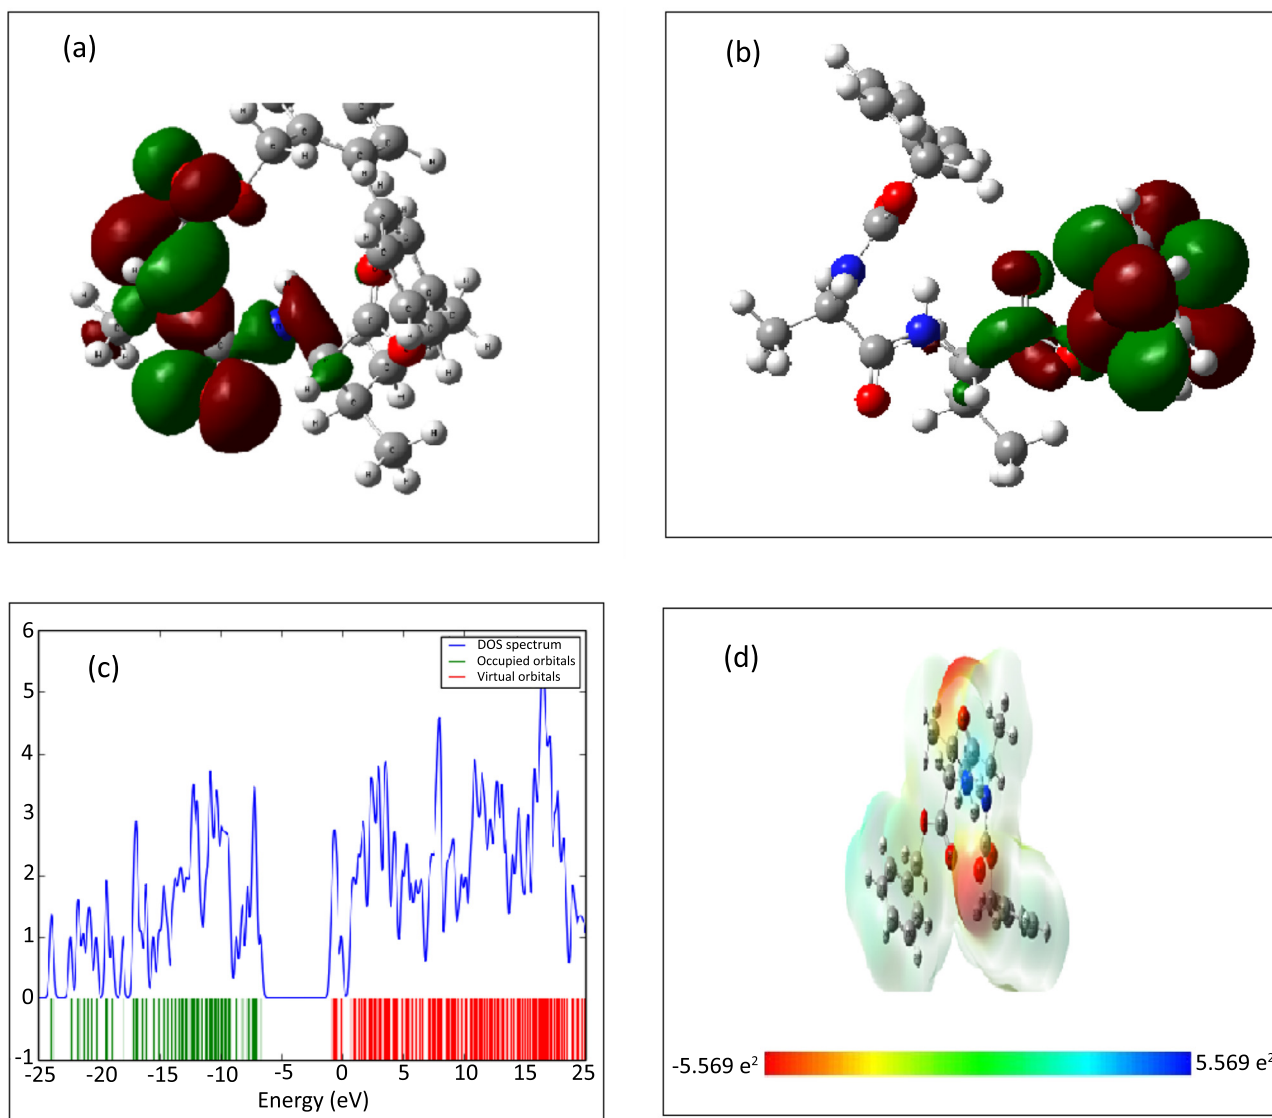 (a)
(b)
(c)
DOS spectrum
Occupied orbitals
Virtual orbitals
6
5
4
3
2
1
0
-1
-25 -20 -15 -10 -5 0 5 10 15 20 25
Energy (eV)
(d)
-5.569 e²
5.569 e²